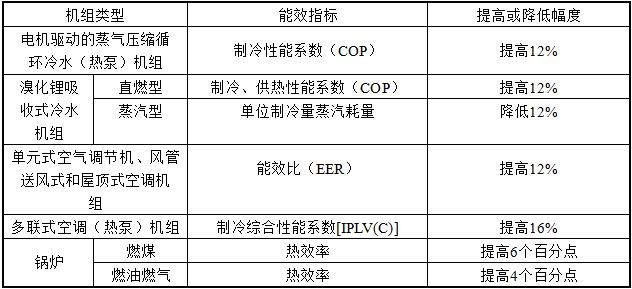 机组类型 能效指标 提高或降低幅度
电机驱动的蒸气压缩循
环冷水（热泵）机组 制冷性能系数（COP） 提高12%
溴化锂吸
收式冷水
机组
直燃型 制冷、供热性能系数（COP） 提高12%
蒸汽型 单位制冷量蒸汽耗量 降低12%
单元式空气调节机、风管
送风式和屋顶式空调机
组
能效比（EER） 提高12%
多联式空调（热泵）机组 制冷综合性能系数[IPLV(C)] 提高16%
锅炉
燃煤 热效率 提高6个百分点
燃油燃气 热效率 提高4个百分点